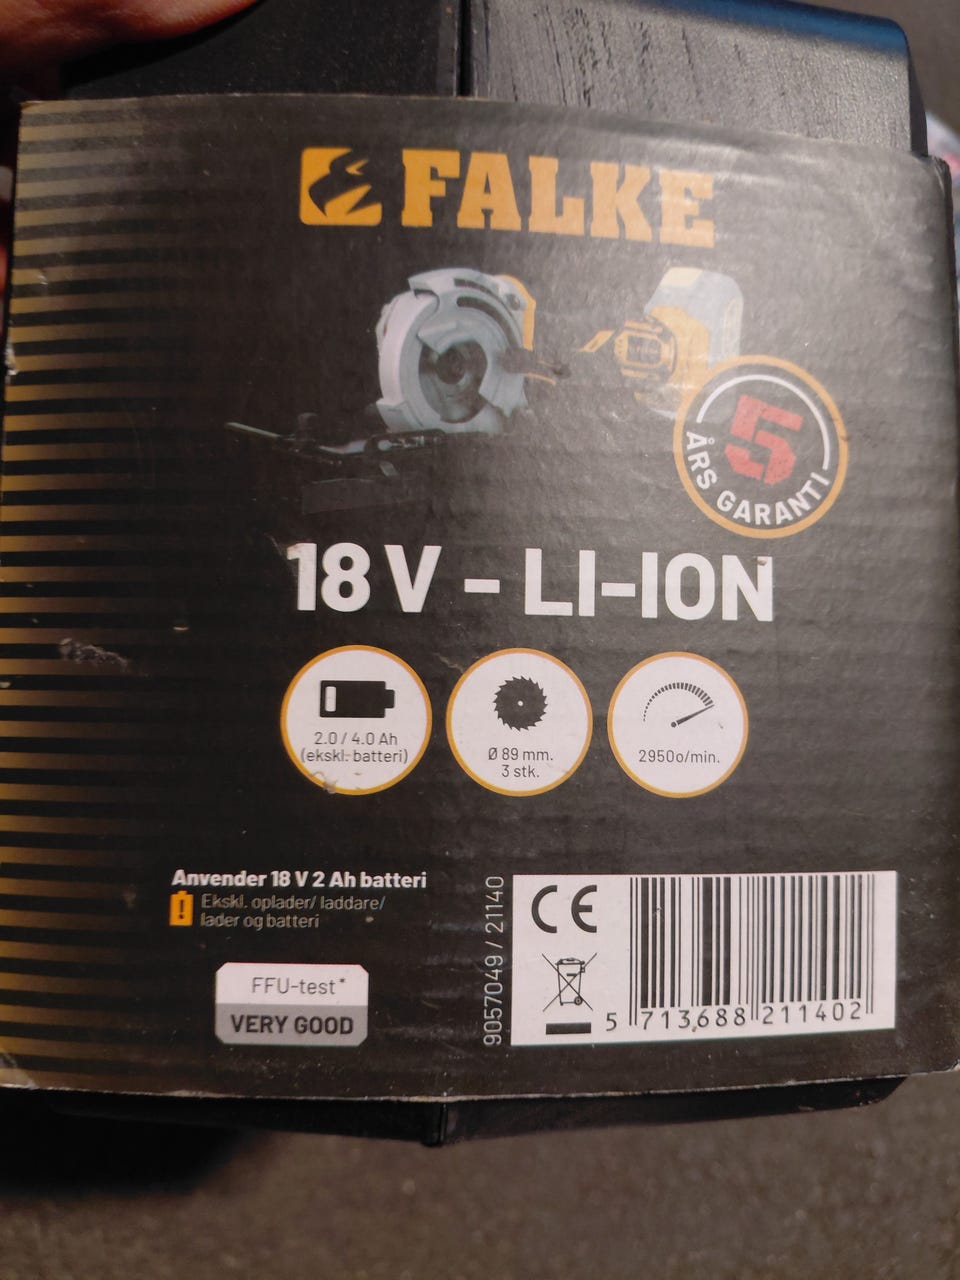 FALKE
5
ÅRS GARANTI
18 V - LI-ION
2.0 / 4.0 Ah
(ekskl. batteri)
Ø 89 mm.
3 stk.
2950o/min.
Anvender 18 V 2 Ah batteri
Ekskl. oplader/ laddare/
lader og batteri
FFU-test*
VERY GOOD
9057049 / 21140
CE
5 713688 211402